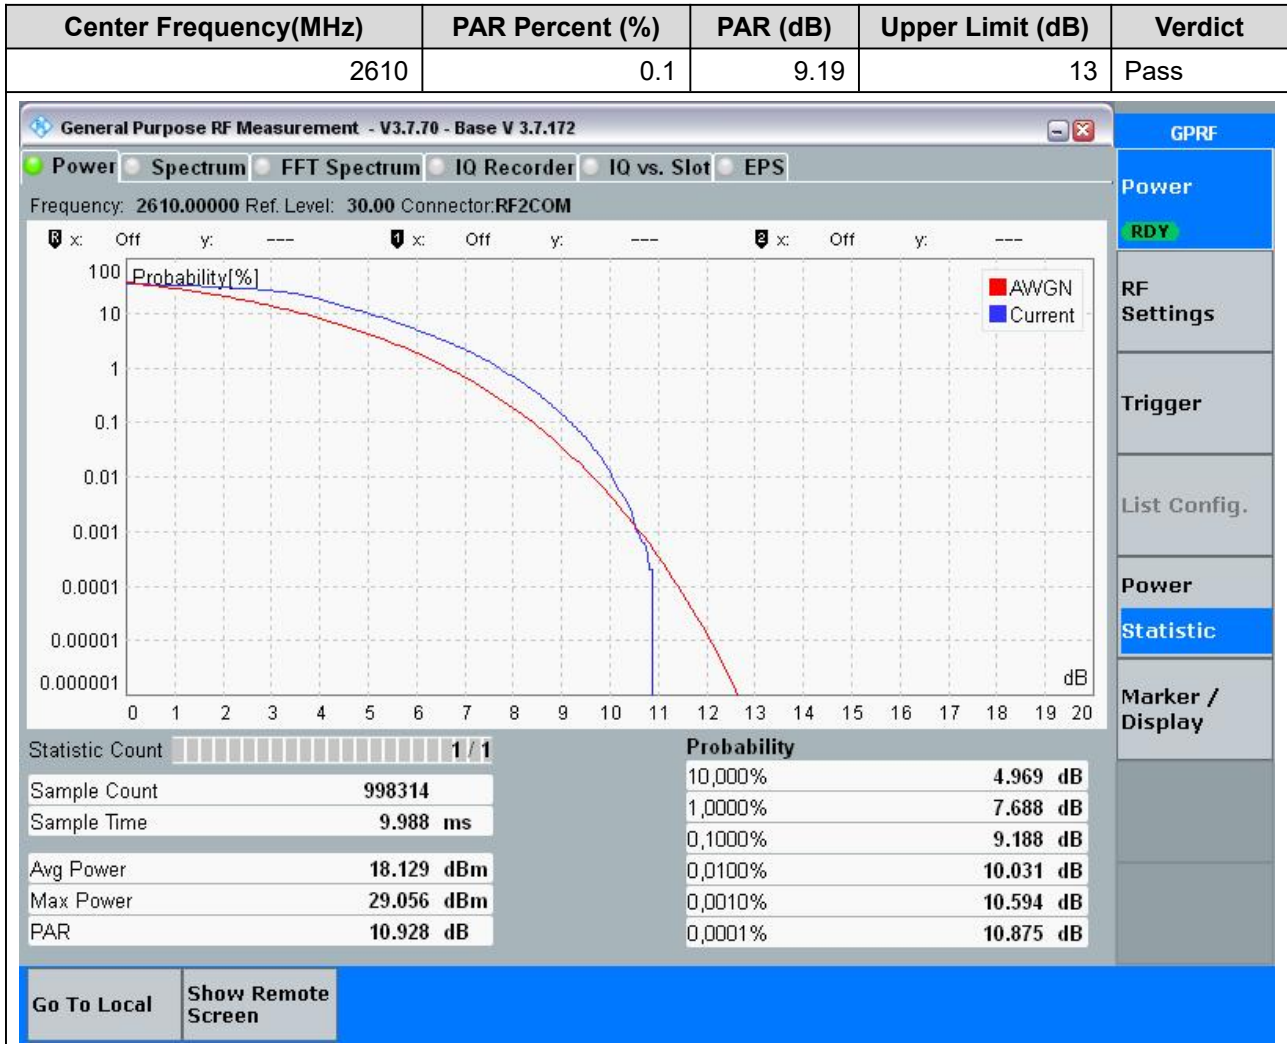 Center Frequency(MHz) PAR Percent (%) PAR (dB) Upper Limit (dB) Verdict
2610 0.1 9.19 13 Pass
General Purpose RF Measurement - V3.7.70 - Base V 3.7.172
GPRF
Power Spectrum FFT Spectrum IQ Recorder IQ vs. Slot EPS
Power
RDY
Frequency: 2610.00000 Ref. Level: 30.00 Connector:RF2COM
R x: Off y: --- 1 x: Off y: --- 2 x: Off y: ---
Probability[%]
100
10
1
0.1
0.01
0.001
0.0001
0.00001
0.000001
AWGN
Current
dB
0 1 2 3 4 5 6 7 8 9 10 11 12 13 14 15 16 17 18 19 20
RF
Settings
Trigger
List Config.
Power
Statistic
Marker /
Display
Statistic Count 1 / 1
Sample Count 998314
Sample Time 9.988 ms
Avg Power 18.129 dBm
Max Power 29.056 dBm
PAR 10.928 dB
Probability
10,000% 4.969 dB
1,0000% 7.688 dB
0,1000% 9.188 dB
0,0100% 10.031 dB
0,0010% 10.594 dB
0,0001% 10.875 dB
Go To Local
Show Remote
Screen